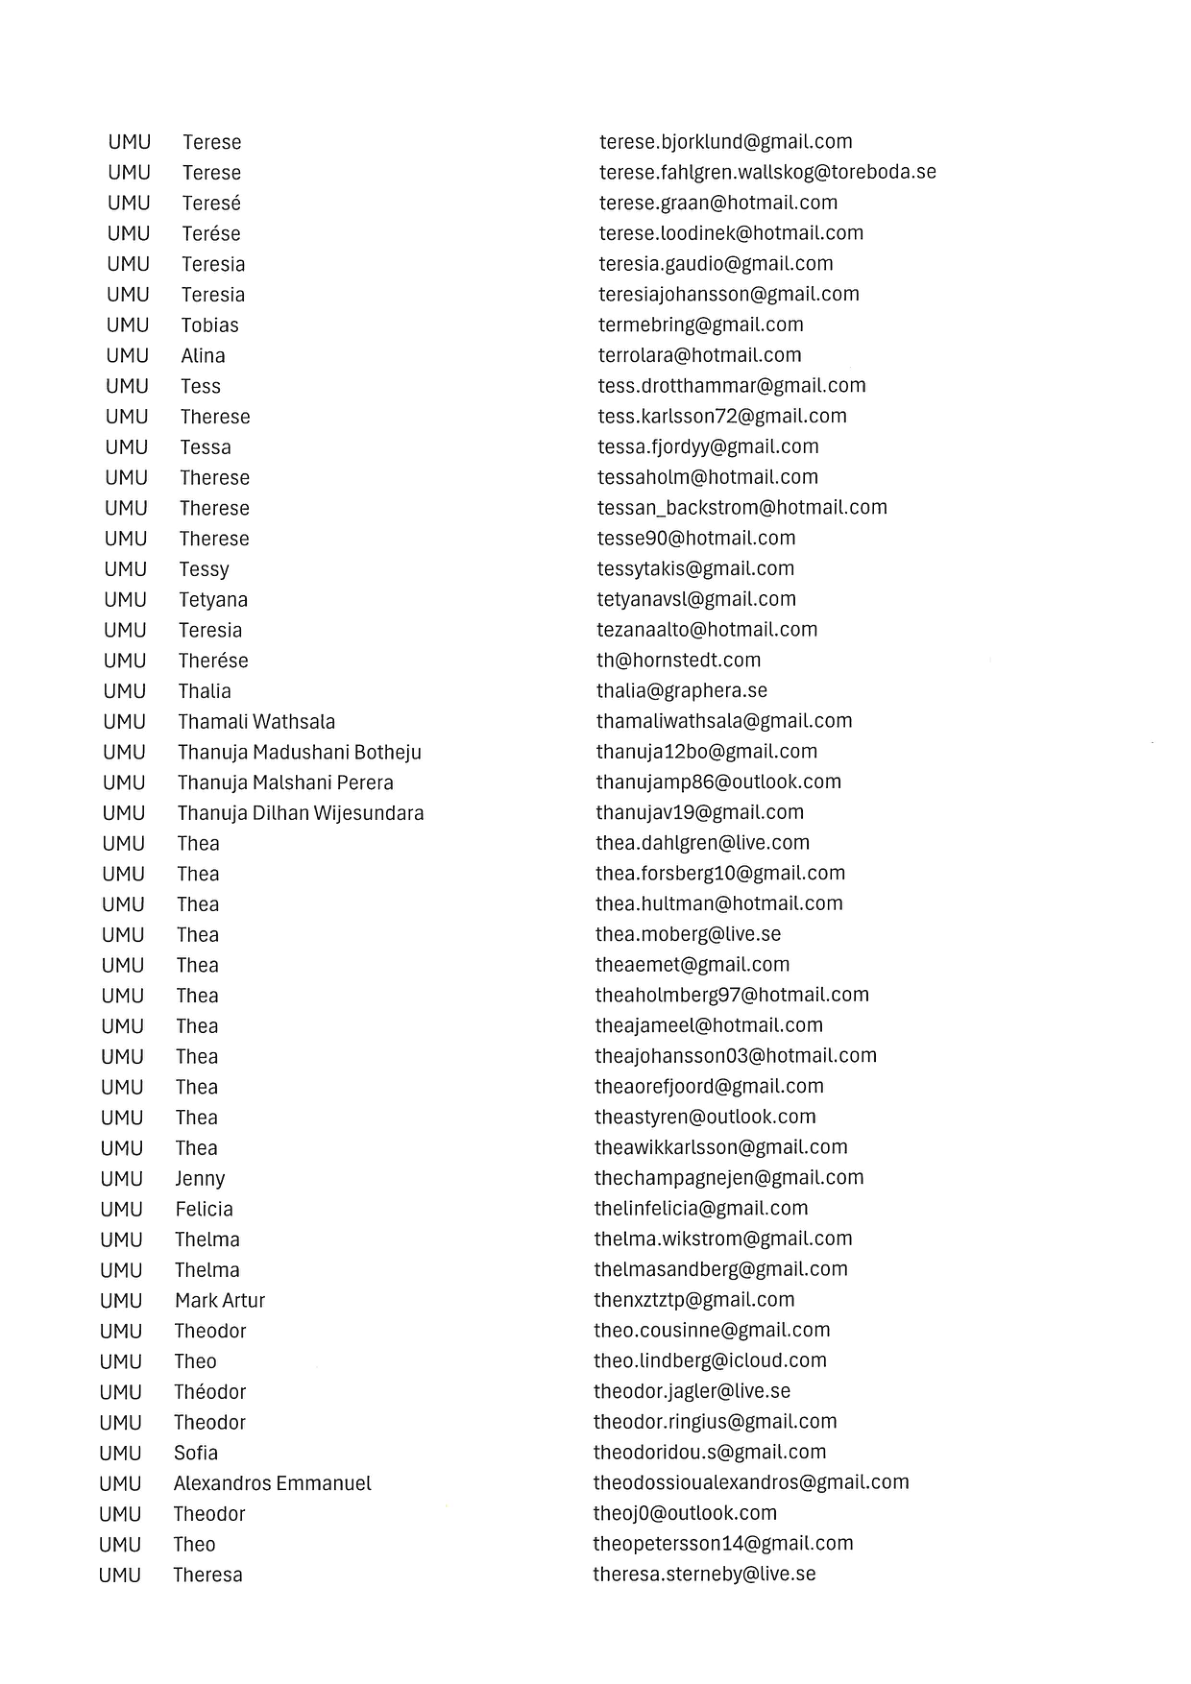 UMU Terese terese.bjorklund@gmail.com
UMU Terese terese.fahlgren.wallskog@toreboda.se
UMU Teresé terese.graan@hotmail.com
UMU Terése terese.loodinek@hotmail.com
UMU Teresia teresia.gaudio@gmail.com
UMU Teresia teresiajohansson@gmail.com
UMU Tobias termebring@gmail.com
UMU Alina terrolara@hotmail.com
UMU Tess tess.drotthammar@gmail.com
UMU Therese tess.karlsson72@gmail.com
UMU Tessa tessa.fjordyy@gmail.com
UMU Therese tessaholm@hotmail.com
UMU Therese tessan_backstrom@hotmail.com
UMU Therese tesse90@hotmail.com
UMU Tessy tessytakis@gmail.com
UMU Tetyana tetyanavsl@gmail.com
UMU Teresia tezanaalto@hotmail.com
UMU Therése th@hornstedt.com
UMU Thalia thalia@graphera.se
UMU Thamali Wathsala thamaliwathsala@gmail.com
UMU Thanuja Madushani Botheju thanuja12bo@gmail.com
UMU Thanuja Malshani Perera thanujamp86@outlook.com
UMU Thanuja Dilhan Wijesundara thanujav19@gmail.com
UMU Thea thea.dahlgren@live.com
UMU Thea thea.forsberg10@gmail.com
UMU Thea thea.hultman@hotmail.com
UMU Thea thea.moberg@live.se
UMU Thea theaemet@gmail.com
UMU Thea theaholmberg97@hotmail.com
UMU Thea theajameel@hotmail.com
UMU Thea theajohansson03@hotmail.com
UMU Thea theaorefjoord@gmail.com
UMU Thea theastyren@outlook.com
UMU Thea theawikkarlsson@gmail.com
UMU Jenny thechampagnejen@gmail.com
UMU Felicia thelinfelicia@gmail.com
UMU Thelma thelma.wikstrom@gmail.com
UMU Thelma thelmasandberg@gmail.com
UMU Mark Artur thenxztztp@gmail.com
UMU Theodor theo.cousinne@gmail.com
UMU Theo theo.lindberg@icloud.com
UMU Théodor theodor.jagler@live.se
UMU Theodor theodor.ringius@gmail.com
UMU Sofia theodoridou.s@gmail.com
UMU Alexandros Emmanuel theodossioualexandros@gmail.com
UMU Theodor theoj0@outlook.com
UMU Theo theopetersson14@gmail.com
UMU Theresa theresa.sterneby@live.se